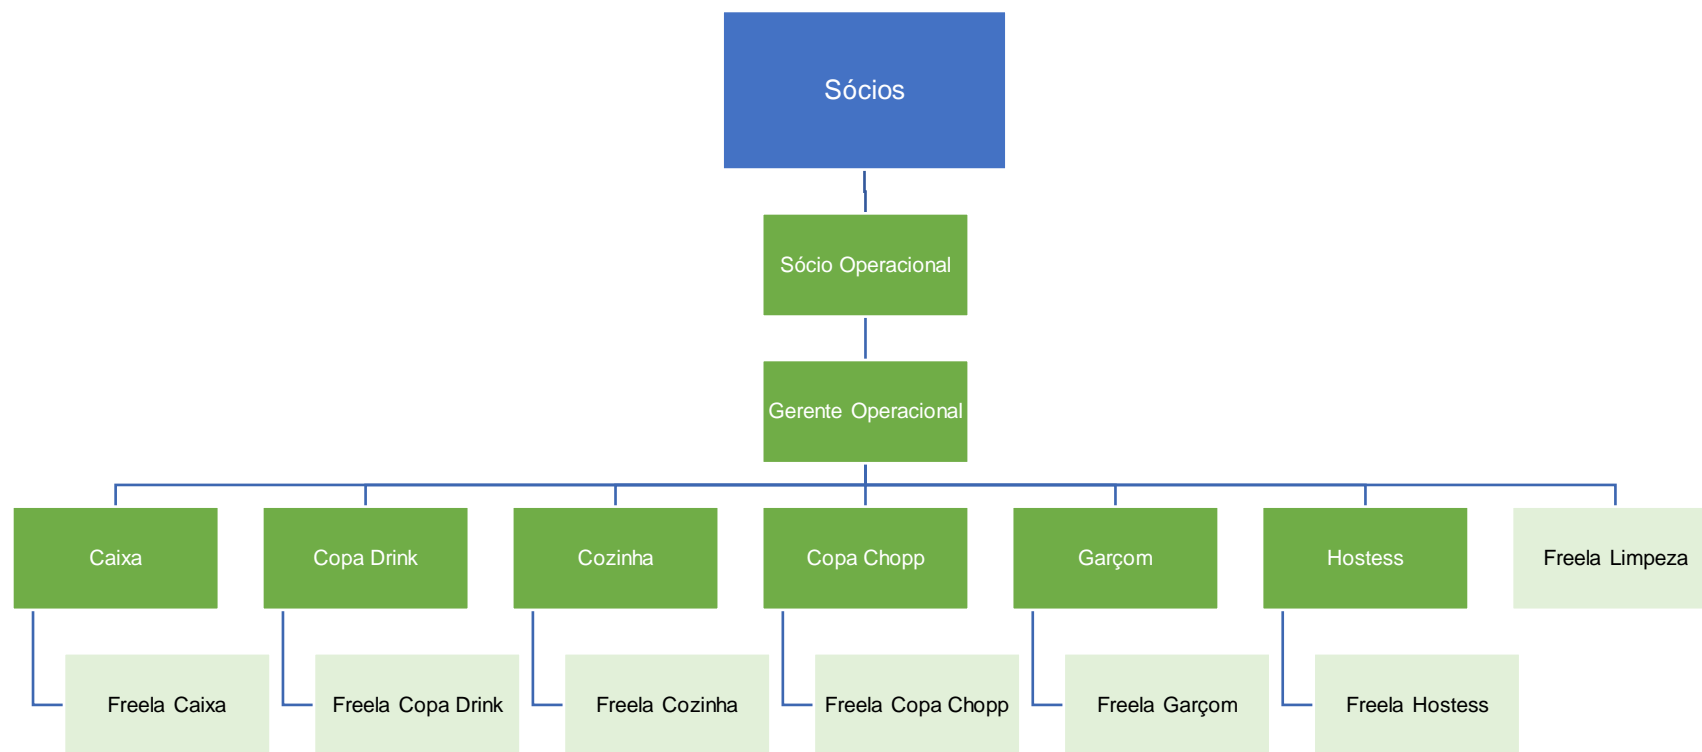 Sócios
Sócio Operacional
Gerente Operacional
Caixa
Copa Drink
Cozinha
Copa Chopp
Garçom
Hostess
Freela Limpeza
Freela Caixa
Freela Copa Drink
Freela Cozinha
Freela Copa Chopp
Freela Garçom
Freela Hostess